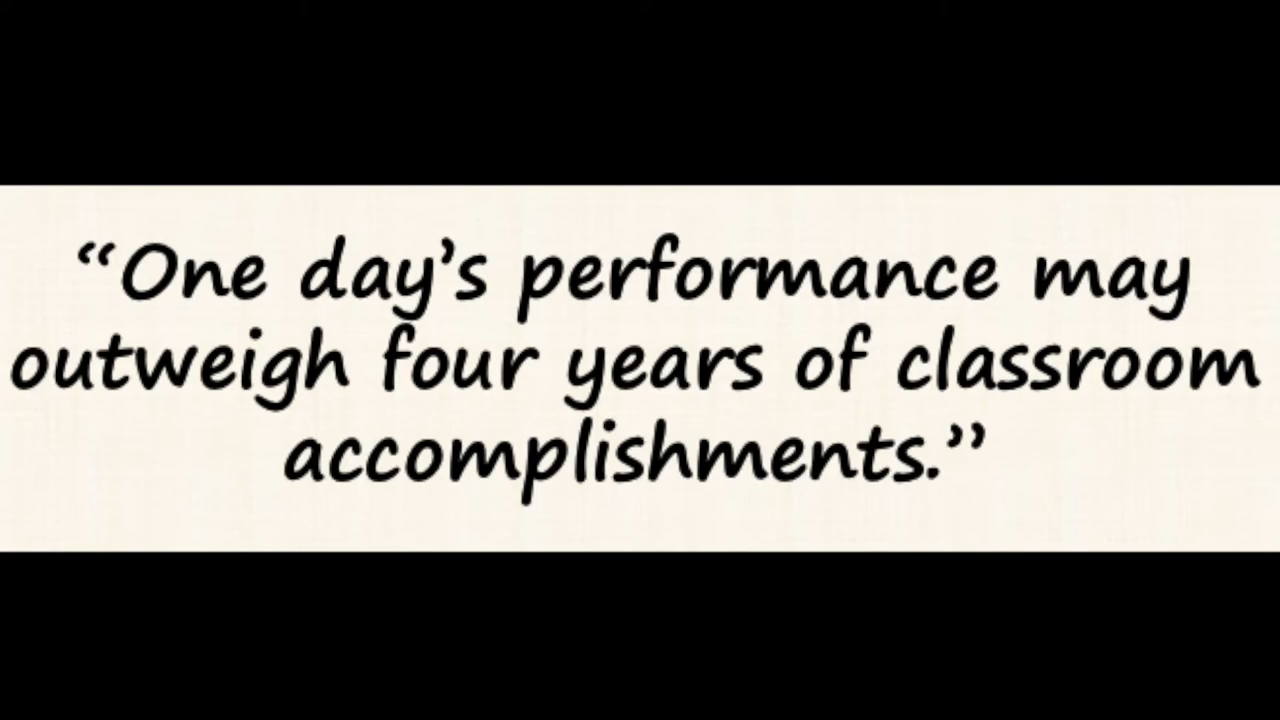 “One day’s performance may
outweigh four years of classroom
accomplishments.”